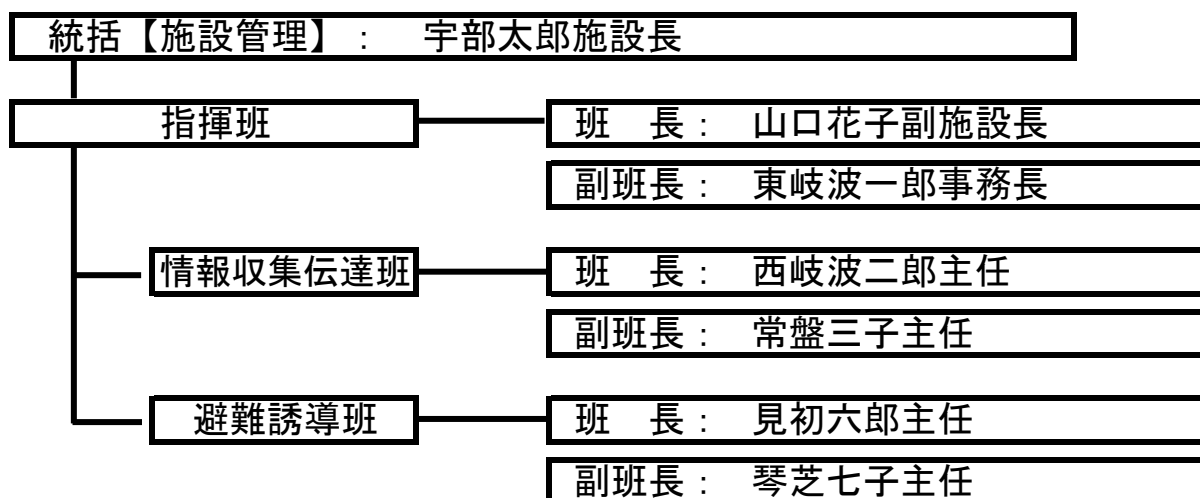 統括【施設管理】： 宇部太郎施設長
指揮班
班　長： 山口花子副施設長
副班長： 東岐波一郎事務長
情報収集伝達班
班　長： 西岐波二郎主任
副班長： 常盤三子主任
避難誘導班
班　長： 見初六郎主任
副班長： 琴芝七子主任